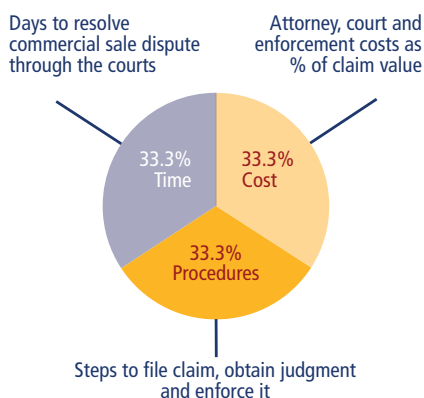 Days to resolve
commercial sale dispute
through the courts
Attorney, court and
enforcement costs as
% of claim value
33.3%
Time
33.3%
Cost
33.3%
Procedures
Steps to file claim, obtain judgment
and enforce it